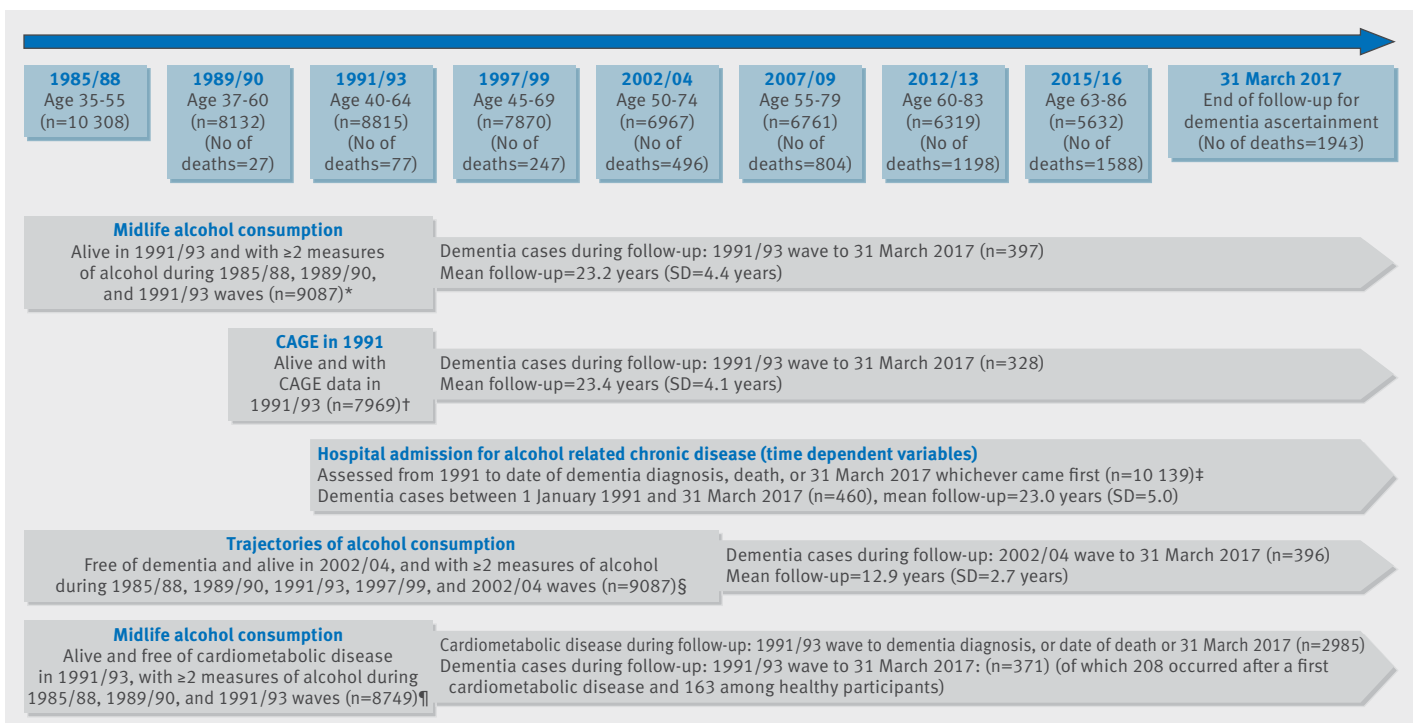 1985/88
Age 35-55
(n=10 308)
1989/90
Age 37-60
(n=8132)
(No of
deaths=27)
1991/93
Age 40-64
(n=8815)
(No of
deaths=77)
1997/99
Age 45-69
(n=7870)
(No of
deaths=247)
2002/04
Age 50-74
(n=6967)
(No of
deaths=496)
2007/09
Age 55-79
(n=6761)
(No of
deaths=804)
2012/13
Age 60-83
(n=6319)
(No of
deaths=1198)
2015/16
Age 63-86
(n=5632)
(No of
deaths=1588)
31 March 2017
End of follow-up for
dementia ascertainment
(No of deaths=1943)
Midlife alcohol consumption
Alive in 1991/93 and with ≥2 measures
of alcohol during 1985/88, 1989/90,
and 1991/93 waves (n=9087)*
Dementia cases during follow-up: 1991/93 wave to 31 March 2017 (n=397)
Mean follow-up=23.2 years (SD=4.4 years)
CAGE in 1991
Alive and with
CAGE data in
1991/93 (n=7969)†
Dementia cases during follow-up: 1991/93 wave to 31 March 2017 (n=328)
Mean follow-up=23.4 years (SD=4.1 years)
Hospital admission for alcohol related chronic disease (time dependent variables)
Assessed from 1991 to date of dementia diagnosis, death, or 31 March 2017 whichever came first (n=10 139)‡
Dementia cases between 1 January 1991 and 31 March 2017 (n=460), mean follow-up=23.0 years (SD=5.0)
Trajectories of alcohol consumption
Free of dementia and alive in 2002/04, and with ≥2 measures of alcohol
during 1985/88, 1989/90, 1991/93, 1997/99, and 2002/04 waves (n=9087)§
Dementia cases during follow-up: 2002/04 wave to 31 March 2017 (n=396)
Mean follow-up=12.9 years (SD=2.7 years)
Midlife alcohol consumption
Alive and free of cardiometabolic disease
in 1991/93, with ≥2 measures of alcohol during
1985/88, 1989/90, and 1991/93 waves (n=8749)¶
Cardiometabolic disease during follow-up: 1991/93 wave to dementia diagnosis, or date of death or 31 March 2017 (n=2985)
Dementia cases during follow-up: 1991/93 wave to 31 March 2017: (n=371) (of which 208 occurred after a first
cardiometabolic disease and 163 among healthy participants)